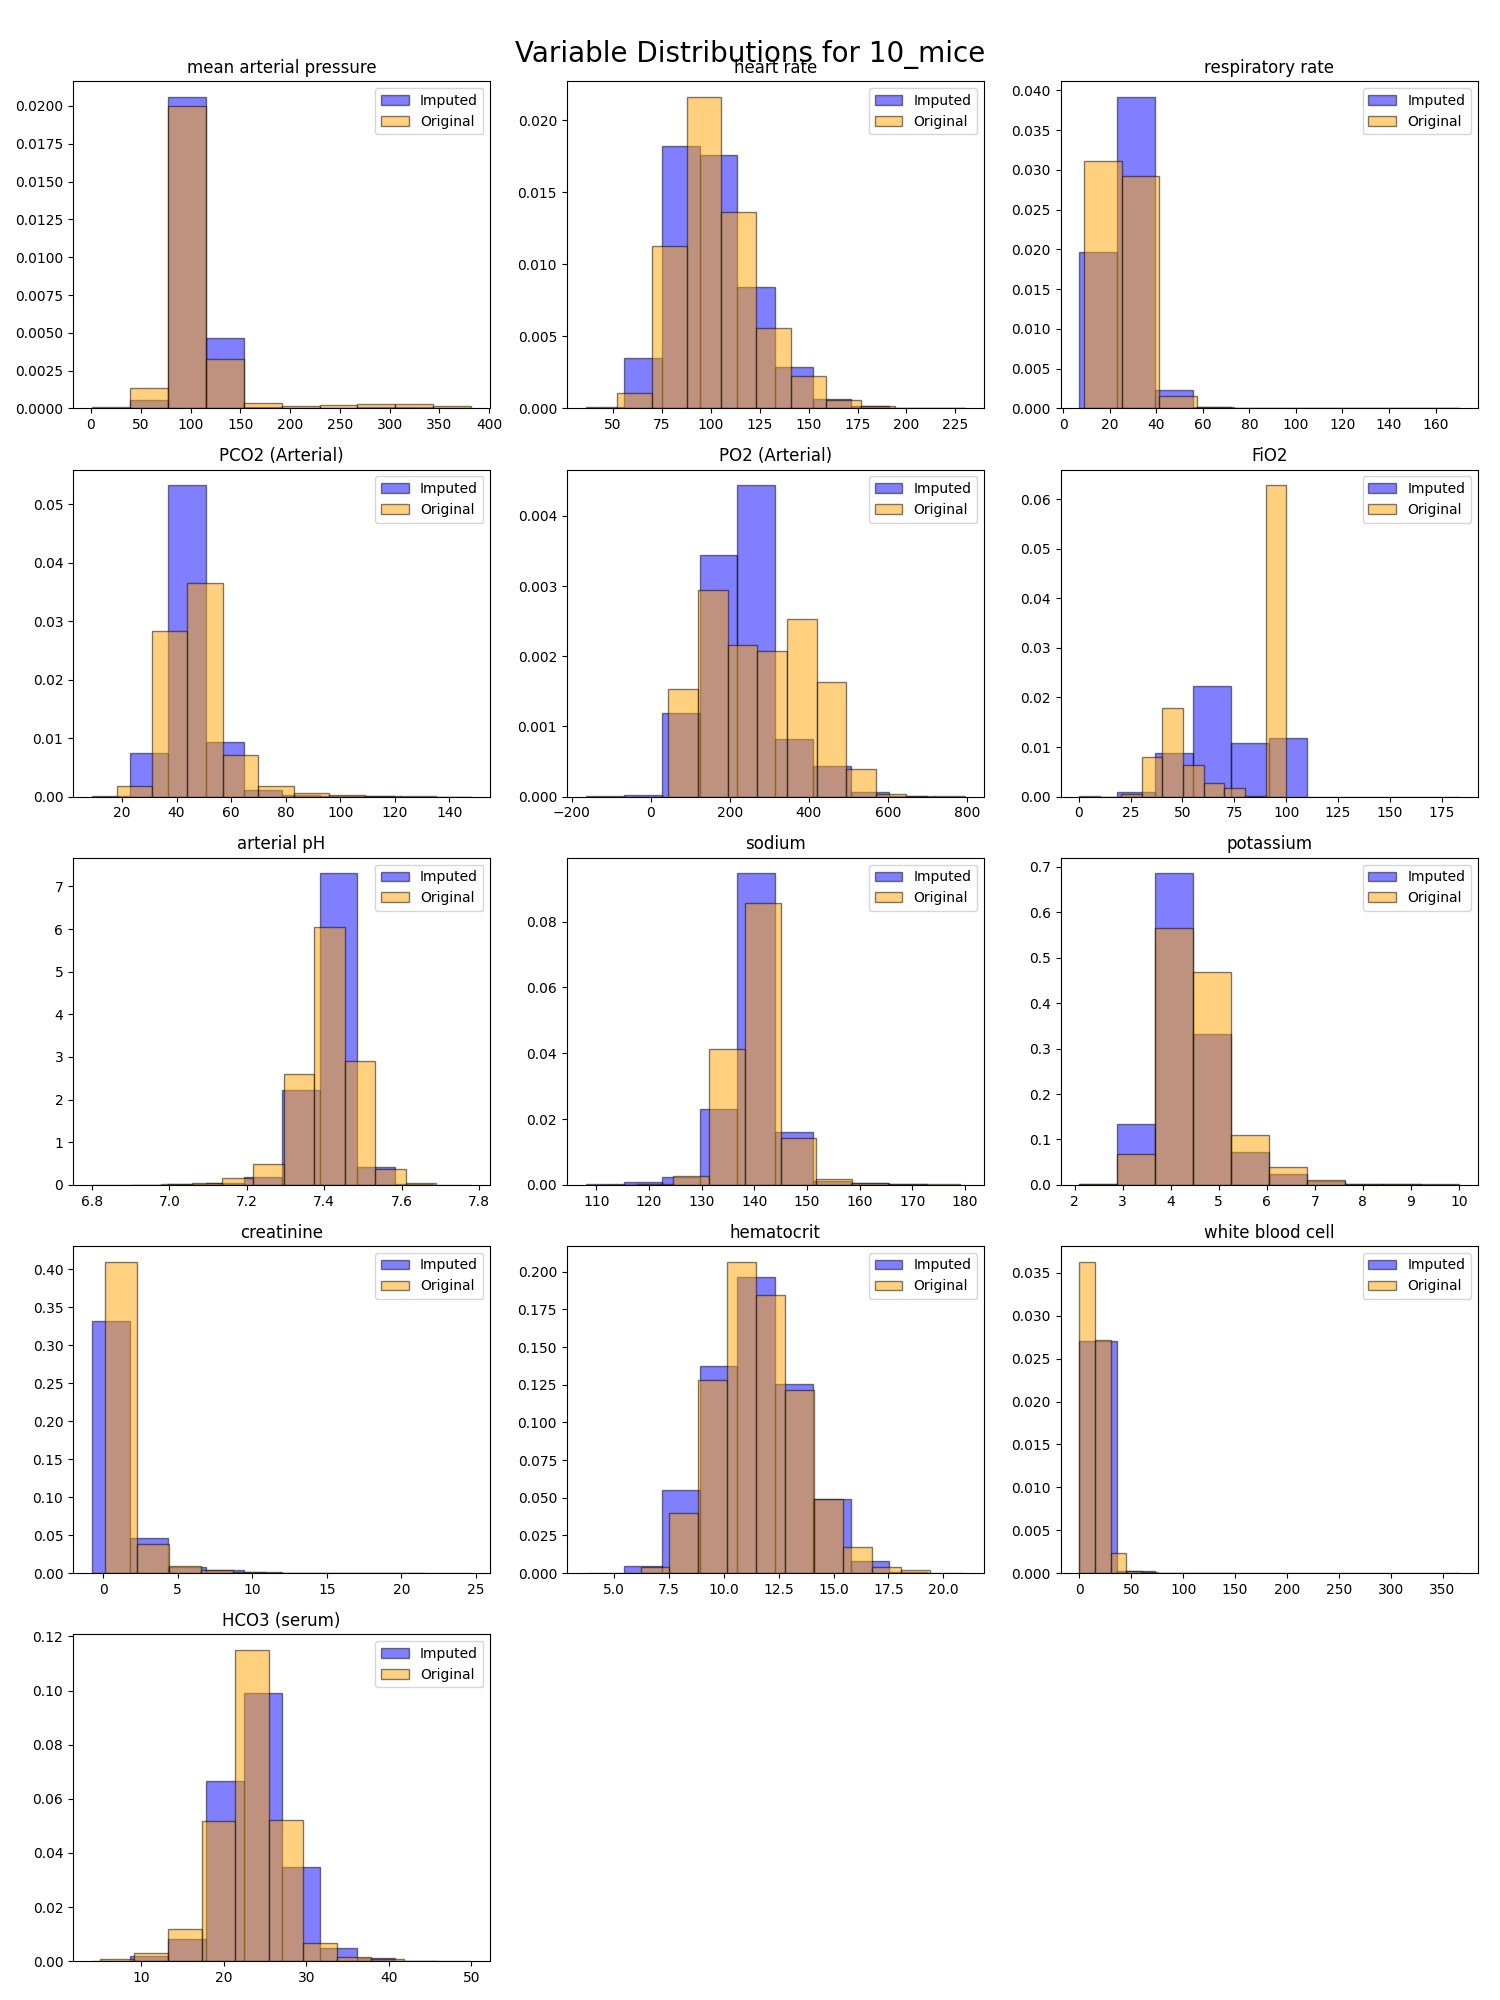 Variable Distributions for 10_mice
mean arterial pressure
0.0200
0.0175
0.0150
0.0125
0.0100
0.0075
0.0050
0.0025
0.0000
0 50 100 150 200 250 300 350 400
Imputed
Original
heart rate
0.020
0.015
0.010
0.005
0.000
50 75 100 125 150 175 200 225
Imputed
Original
respiratory rate
0.040
0.035
0.030
0.025
0.020
0.015
0.010
0.005
0.000
0 20 40 60 80 100 120 140 160
Imputed
Original
PCO2 (Arterial)
0.05
0.04
0.03
0.02
0.01
0.00
20 40 60 80 100 120 140
Imputed
Original
PO2 (Arterial)
0.004
0.003
0.002
0.001
0.000
−200 0 200 400 600 800
Imputed
Original
FiO2
0.06
0.05
0.04
0.03
0.02
0.01
0.00
0 25 50 75 100 125 150 175
Imputed
Original
arterial pH
7
6
5
4
3
2
1
0
6.8 7.0 7.2 7.4 7.6 7.8
Imputed
Original
sodium
0.08
0.06
0.04
0.02
0.00
110 120 130 140 150 160 170 180
Imputed
Original
potassium
0.7
0.6
0.5
0.4
0.3
0.2
0.1
0.0
2 3 4 5 6 7 8 9 10
Imputed
Original
creatinine
0.40
0.35
0.30
0.25
0.20
0.15
0.10
0.05
0.00
0 5 10 15 20 25
Imputed
Original
hematocrit
0.200
0.175
0.150
0.125
0.100
0.075
0.050
0.025
0.000
5.0 7.5 10.0 12.5 15.0 17.5 20.0
Imputed
Original
white blood cell
0.035
0.030
0.025
0.020
0.015
0.010
0.005
0.000
0 50 100 150 200 250 300 350
Imputed
Original
HCO3 (serum)
0.12
0.10
0.08
0.06
0.04
0.02
0.00
10 20 30 40 50
Imputed
Original